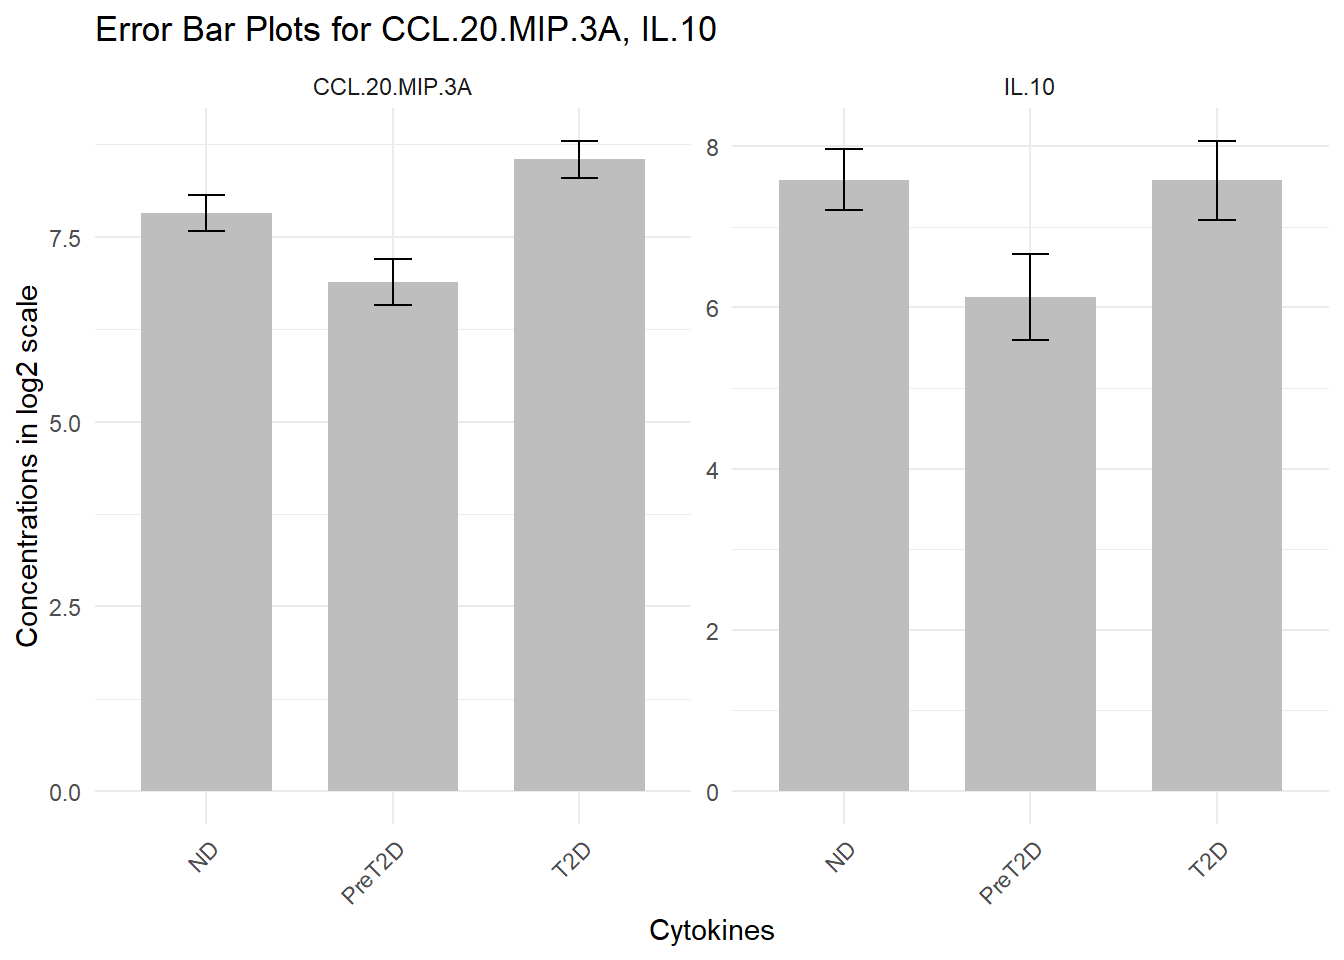 Error Bar Plots for CCL.20.MIP.3A, IL.10
CCL.20.MIP.3A
IL.10
Concentrations in log2 scale
7.5
5.0
2.5
0.0
8
6
4
2
0
ND
PreT2D
T2D
ND
PreT2D
T2D
Cytokines